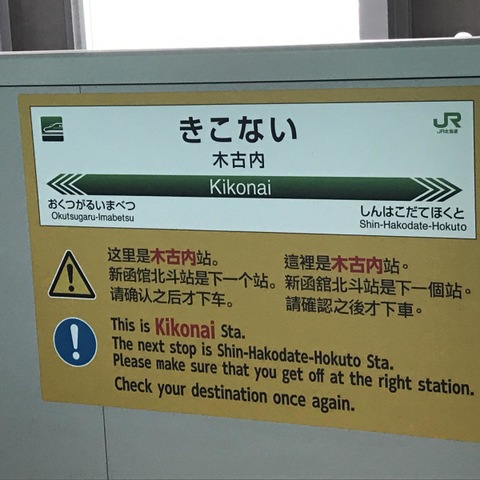 きこない
JR
JR北海道
木古内
Kikonai
おくつがるいまべつ
Okutsugaru-Imabetsu
しんはこだてほくと
Shin-Hakodate-Hokuto
这里是木古内站。
新函馆北斗站是下一个站。
请确认之后才下车。
這裡是木古内站。
新函館北斗站是下一個站。
請確認之後才下車。
This is Kikonai Sta.
The next stop is Shin-Hakodate-Hokuto Sta.
Please make sure that you get off at the right station.
Check your destination once again.